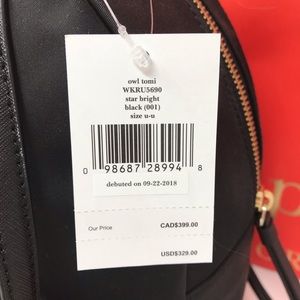 owl tomi
WKRU5690
star bright
black (001)
size u-u
0 98687 28994 8
debuted on 09-22-2018
Our Price CAD$399.00
USD$329.00